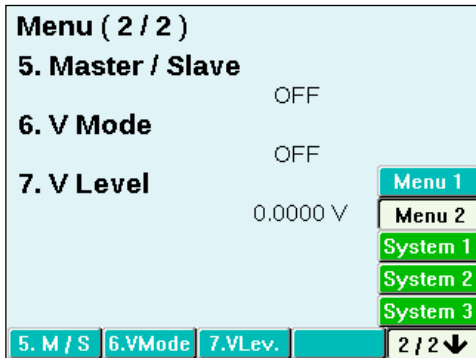 Menu ( 2 / 2 )
5. Master / Slave
OFF
6. V Mode
OFF
7. V Level
0.0000 V
Menu 1
Menu 2
System 1
System 2
System 3
5. M / S 6.VMode 7.VLev. 2 / 2